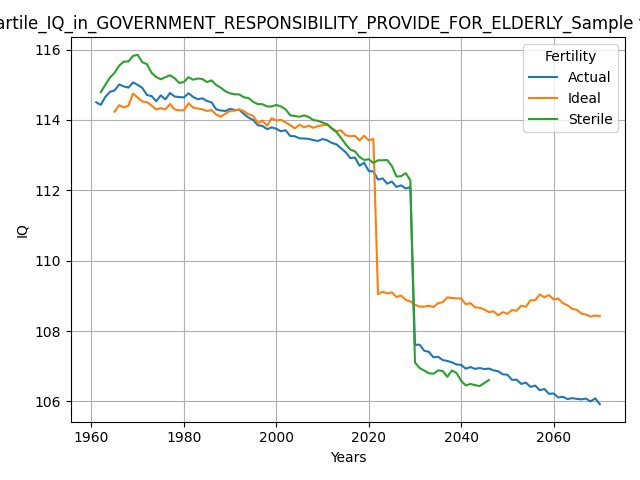 artile_IQ_in_GOVERNMENT_RESPONSIBILITY_PROVIDE_FOR_ELDERLY_Sample
116
114
112
110
108
106
IQ
Fertility
Actual
Ideal
Sterile
1960
1980
2000
2020
2040
2060
Years